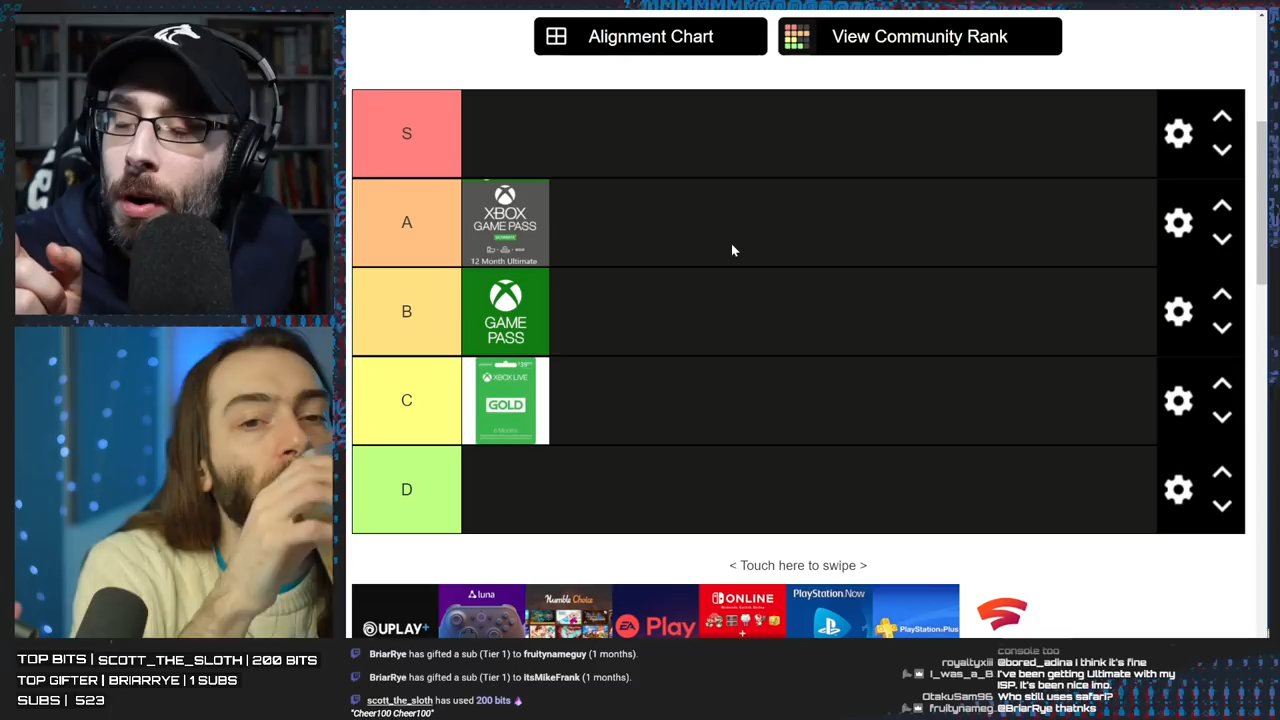 Alignment Chart
View Community Rank
S
A
XBOX
GAME PASS
ULTIMATE
12 Month Ultimate
B
GAME
PASS
C
XBOX LIVE
GOLD
D
< Touch here to swipe >
UPLAY+
luna
Humble Choice
EA Play
ONLINE
PlayStation.Now
PlayStation Plus
TOP BITS | SCOTT_THE_SLOTH | 200 BITS
TOP GIFTER | BRIARRYE | 1 SUBS
SUBS | 523
BriarRye has gifted a sub (Tier 1) to fruitynameguy (1 months).
BriarRye has gifted a sub (Tier 1) to itsMikeFrank (1 months).
scott_the_sloth has used 200 bits
"Cheer100 Cheer100"
console too
royaltyxiii @bored_adina I think it's fine
I_was_a_B I've been getting Ultimate with my
ISP. it's been nice imo.
OtakuSam96 Who still uses safari?
fruitynameg.. @BriarRye thatnks